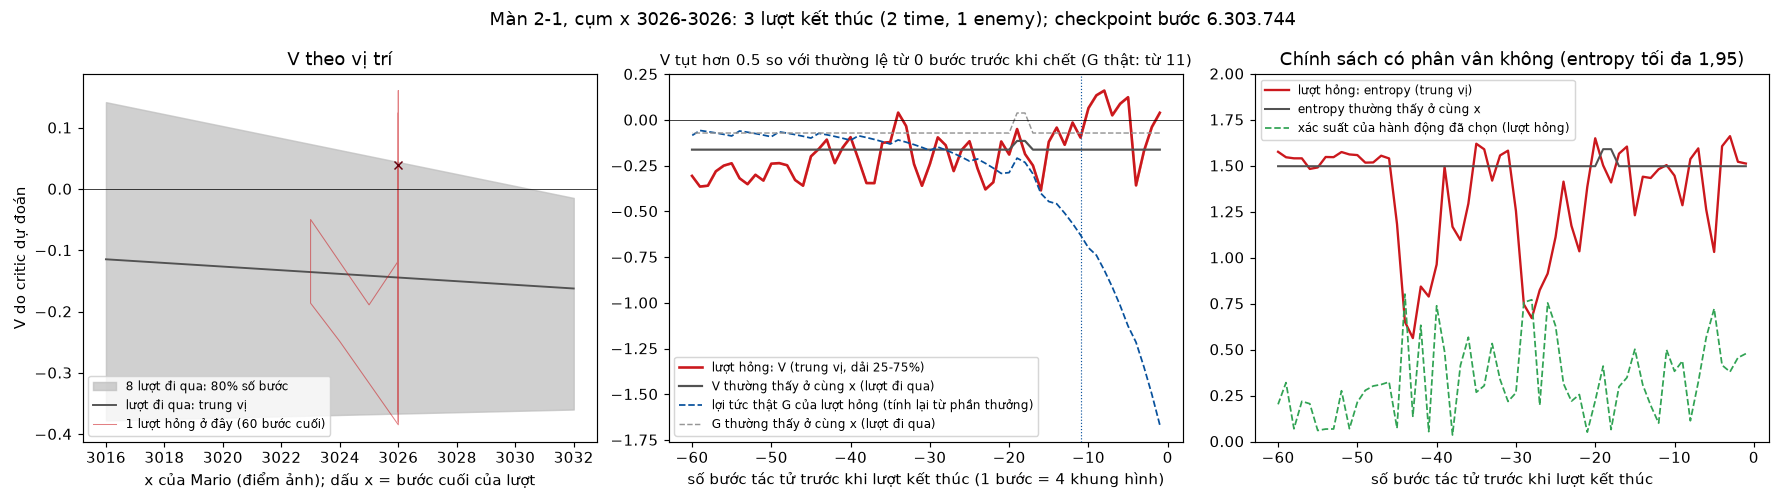 Màn 2-1, cụm x 3026-3026: 3 lượt kết thúc (2 time, 1 enemy); checkpoint bước 6.303.744
V theo vị trí
V do critic dự đoán
0.1
0.0
−0.1
−0.2
−0.3
−0.4
8 lượt đi qua: 80% số bước
lượt đi qua: trung vị
1 lượt hỏng ở đây (60 bước cuối)
3016 3018 3020 3022 3024 3026 3028 3030 3032
x của Mario (điểm ảnh); dấu x = bước cuối của lượt
V tụt hơn 0.5 so với thường lệ từ 0 bước trước khi chết (G thật: từ 11)
0.25
0.00
−0.25
−0.50
−0.75
−1.00
−1.25
−1.50
−1.75
lượt hỏng: V (trung vị, dải 25-75%)
V thường thấy ở cùng x (lượt đi qua)
lợi tức thật G của lượt hỏng (tính lại từ phần thưởng)
G thường thấy ở cùng x (lượt đi qua)
−60 −50 −40 −30 −20 −10 0
số bước tác tử trước khi lượt kết thúc (1 bước = 4 khung hình)
Chính sách có phân vân không (entropy tối đa 1,95)
2.00
1.75
1.50
1.25
1.00
0.75
0.50
0.25
0.00
lượt hỏng: entropy (trung vị)
entropy thường thấy ở cùng x
xác suất của hành động đã chọn (lượt hỏng)
−60 −50 −40 −30 −20 −10 0
số bước tác tử trước khi lượt kết thúc